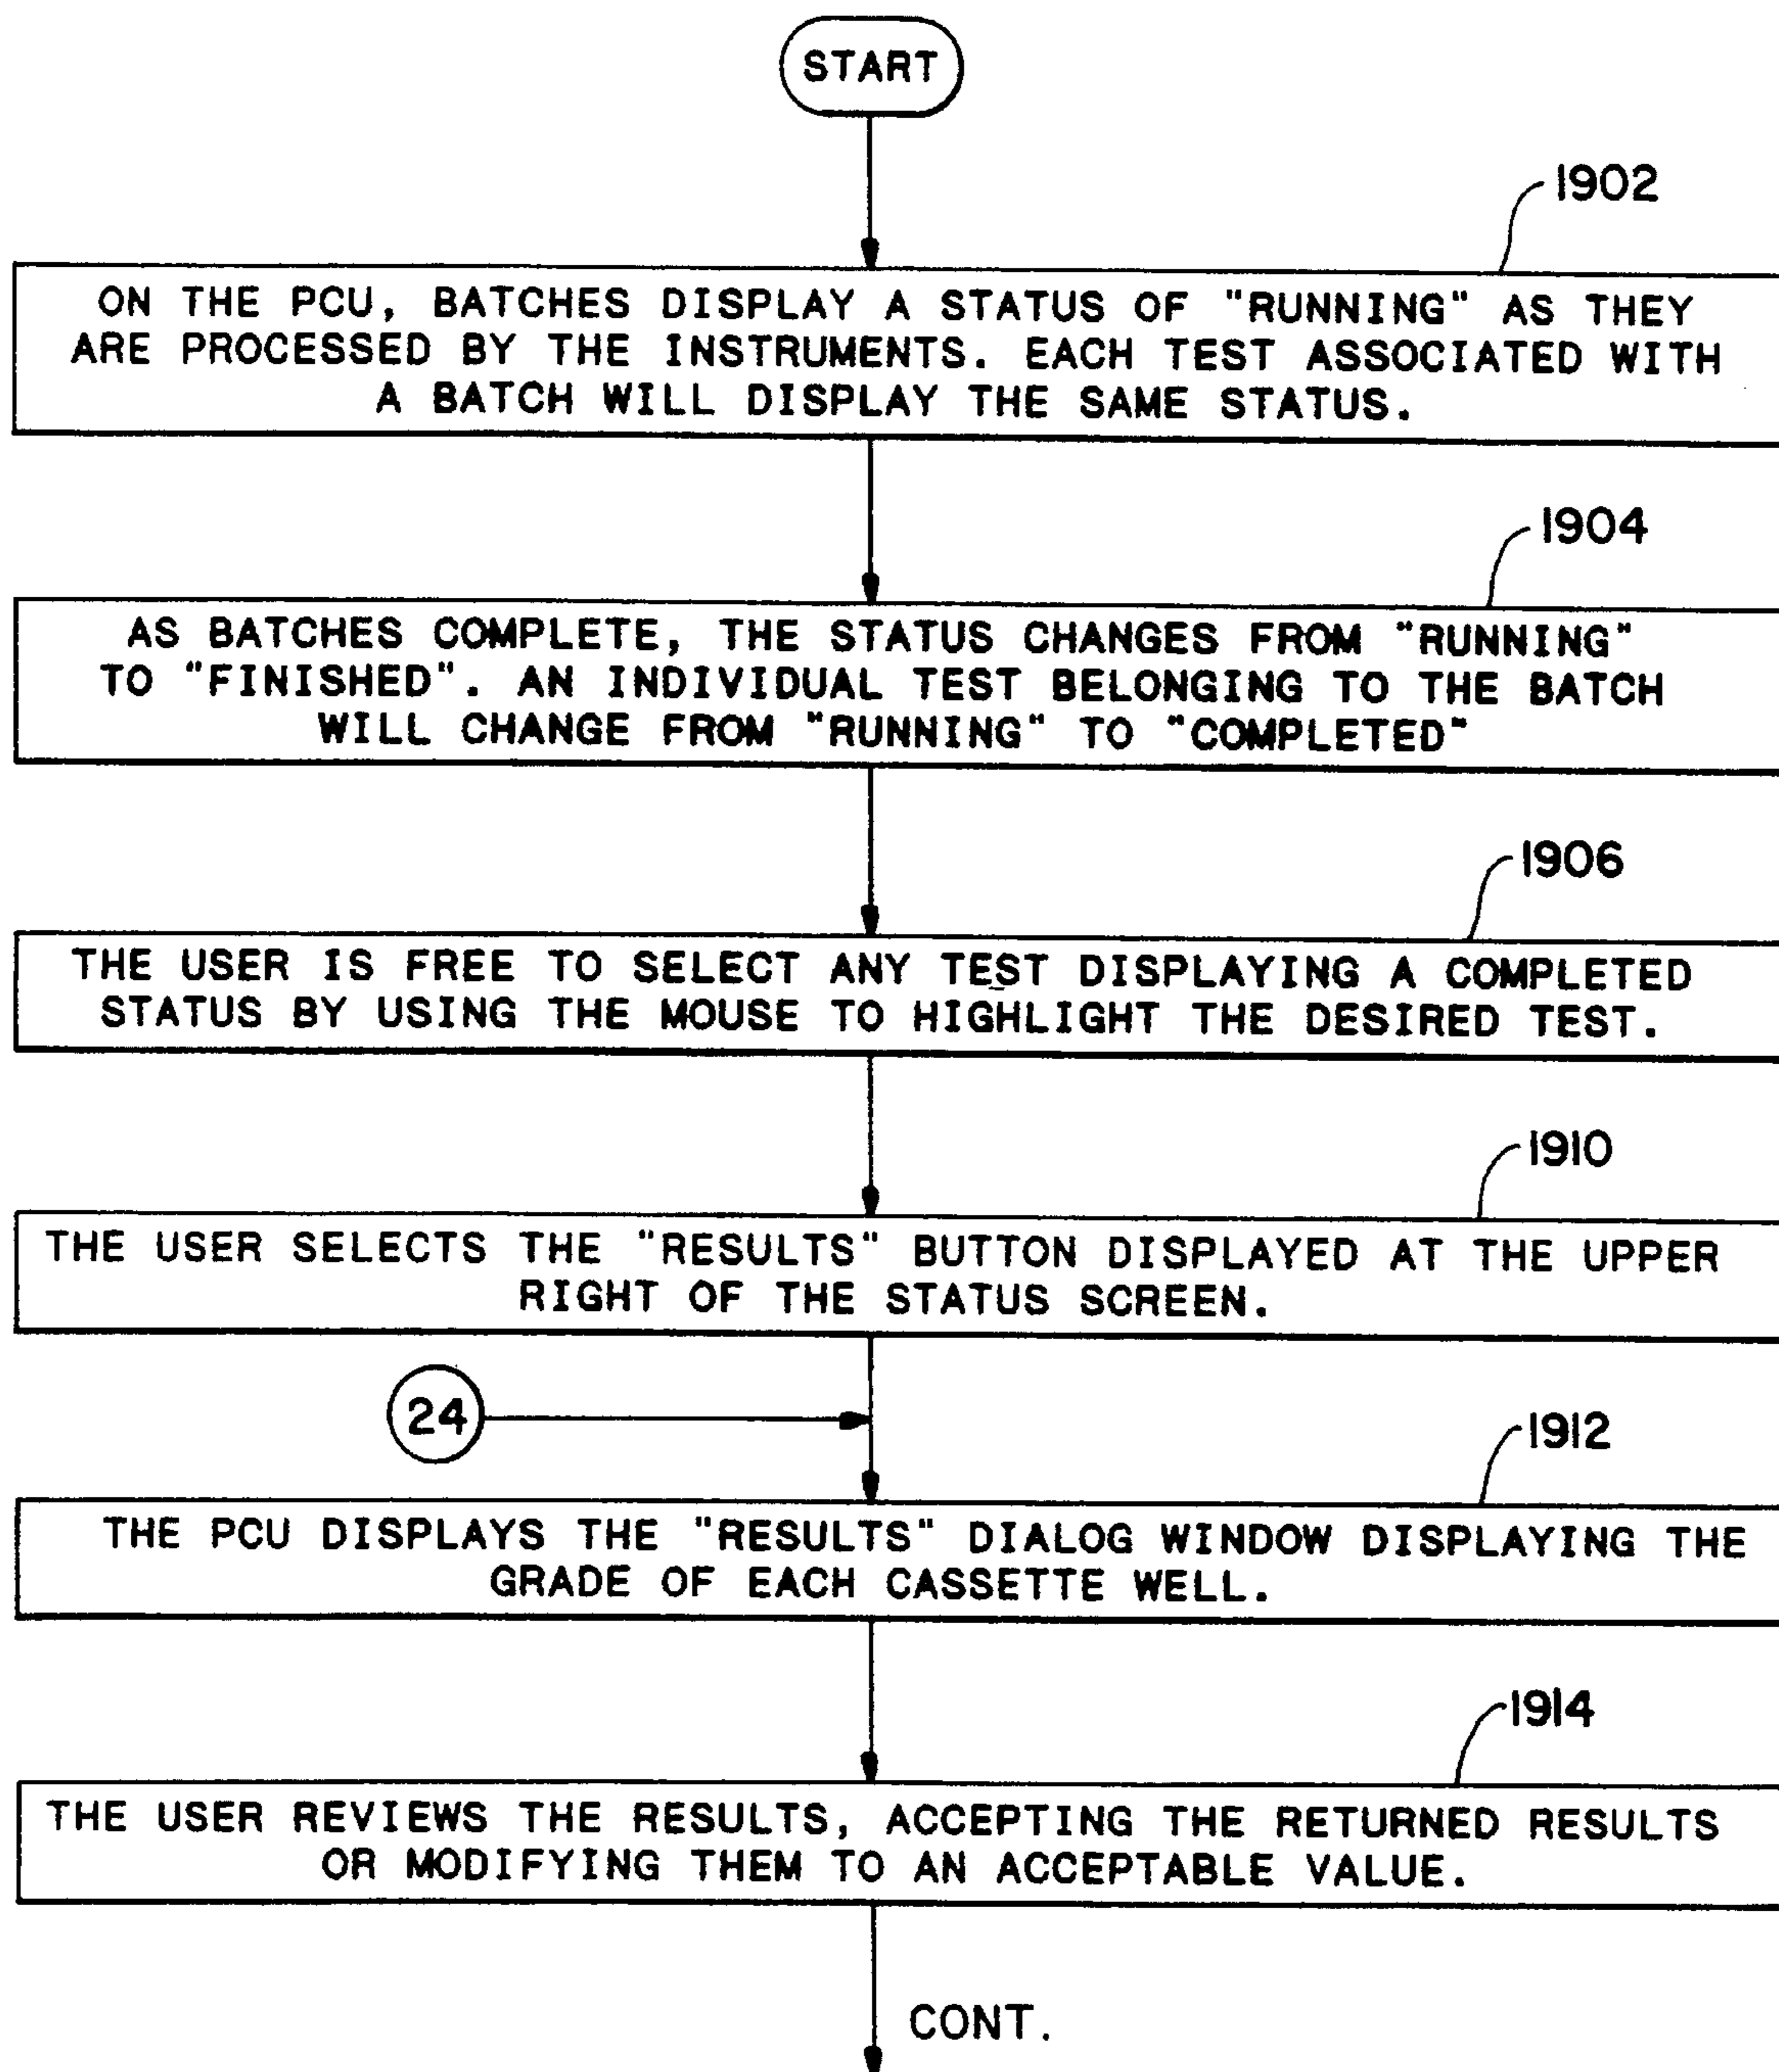 START
1902
ON THE PCU, BATCHES DISPLAY A STATUS OF "RUNNING" AS THEY
ARE PROCESSED BY THE INSTRUMENTS. EACH TEST ASSOCIATED WITH
A BATCH WILL DISPLAY THE SAME STATUS.
1904
AS BATCHES COMPLETE, THE STATUS CHANGES FROM "RUNNING"
TO "FINISHED". AN INDIVIDUAL TEST BELONGING TO THE BATCH
WILL CHANGE FROM "RUNNING" TO "COMPLETED"
1906
THE USER IS FREE TO SELECT ANY TEST DISPLAYING A COMPLETED
STATUS BY USING THE MOUSE TO HIGHLIGHT THE DESIRED TEST.
1910
THE USER SELECTS THE "RESULTS" BUTTON DISPLAYED AT THE UPPER
RIGHT OF THE STATUS SCREEN.
24
1912
THE PCU DISPLAYS THE "RESULTS" DIALOG WINDOW DISPLAYING THE
GRADE OF EACH CASSETTE WELL.
1914
THE USER REVIEWS THE RESULTS, ACCEPTING THE RETURNED RESULTS
OR MODIFYING THEM TO AN ACCEPTABLE VALUE.
CONT.